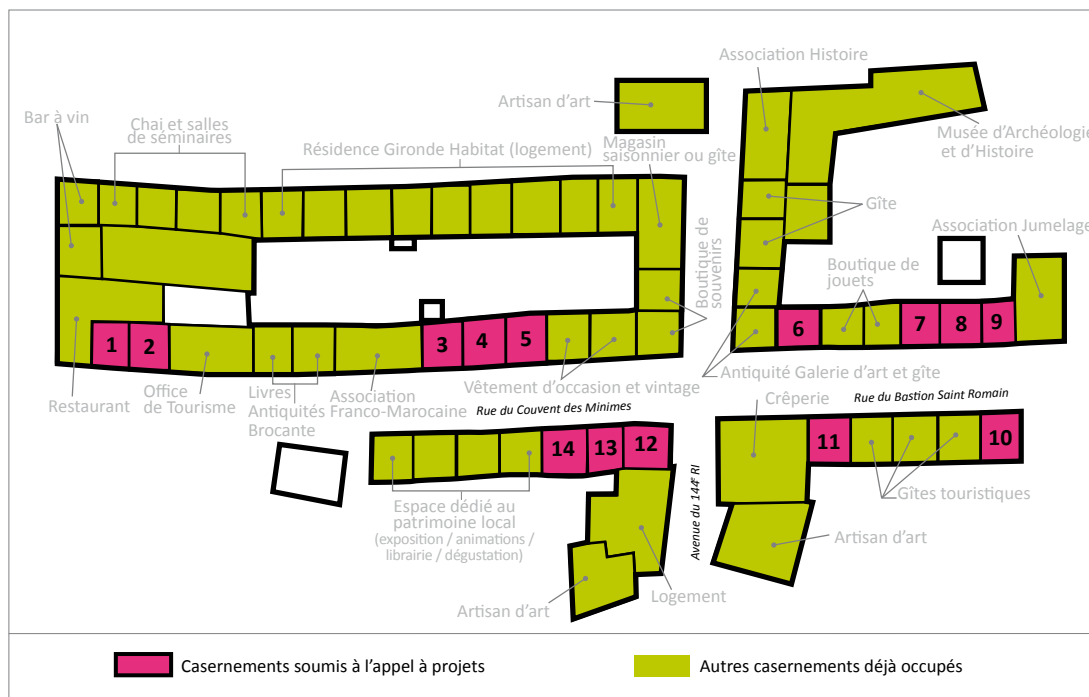 Association Histoire
Artisan d’art
Bar à vin
Chai et salles
de séminaires
Résidence Gironde Habitat (logement)
Magasin
saisonnier ou gîte
Musée d’Archéologie
et d’Histoire
Gîte
Association Jumelage
Boutique de
souvenirs
Boutique de
jouets
1
2
3
4
5
6
7
8
9
Restaurant
Office
de Tourisme
Livres
Antiquités
Brocante
Association
Franco-Marocaine
Vêtement d’occasion et vintage
Antiquité Galerie d’art et gîte
Rue du Couvent des Minimes
Crêperie
Rue du Bastion Saint Romain
14
13
12
11
10
Espace dédié au
patrimoine local
(exposition / animations /
librairie / dégustation)
Avenue du 144e RI
Gîtes touristiques
Artisan d’art
Artisan d’art
Logement
Casernements soumis à l’appel à projets
Autres casernements déjà occupés